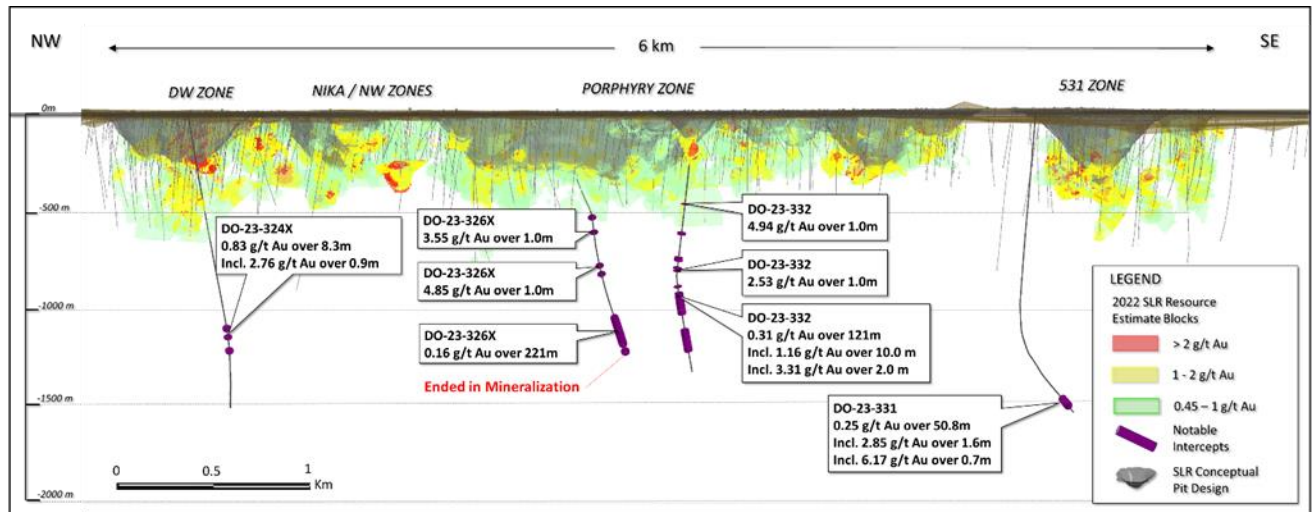 NW
6 km
SE
DW ZONE
NIKA / NW ZONES
PORPHYRY ZONE
531 ZONE
0m
-500 m
-1000 m
-1500 m
-2000 m
DO-23-324X
0.83 g/t Au over 8.3m
Incl. 2.76 g/t Au over 0.9m
DO-23-326X
3.55 g/t Au over 1.0m
DO-23-326X
4.85 g/t Au over 1.0m
DO-23-326X
0.16 g/t Au over 221m
Ended in Mineralization
DO-23-332
4.94 g/t Au over 1.0m
DO-23-332
2.53 g/t Au over 1.0m
DO-23-332
0.31 g/t Au over 121m
Incl. 1.16 g/t Au over 10.0 m
Incl. 3.31 g/t Au over 2.0 m
DO-23-331
0.25 g/t Au over 50.8m
Incl. 2.85 g/t Au over 1.6m
Incl. 6.17 g/t Au over 0.7m
LEGEND
2022 SLR Resource
Estimate Blocks
> 2 g/t Au
1 - 2 g/t Au
0.45 – 1 g/t Au
Notable
Intercepts
SLR Conceptual
Pit Design
0 0.5 1
Km